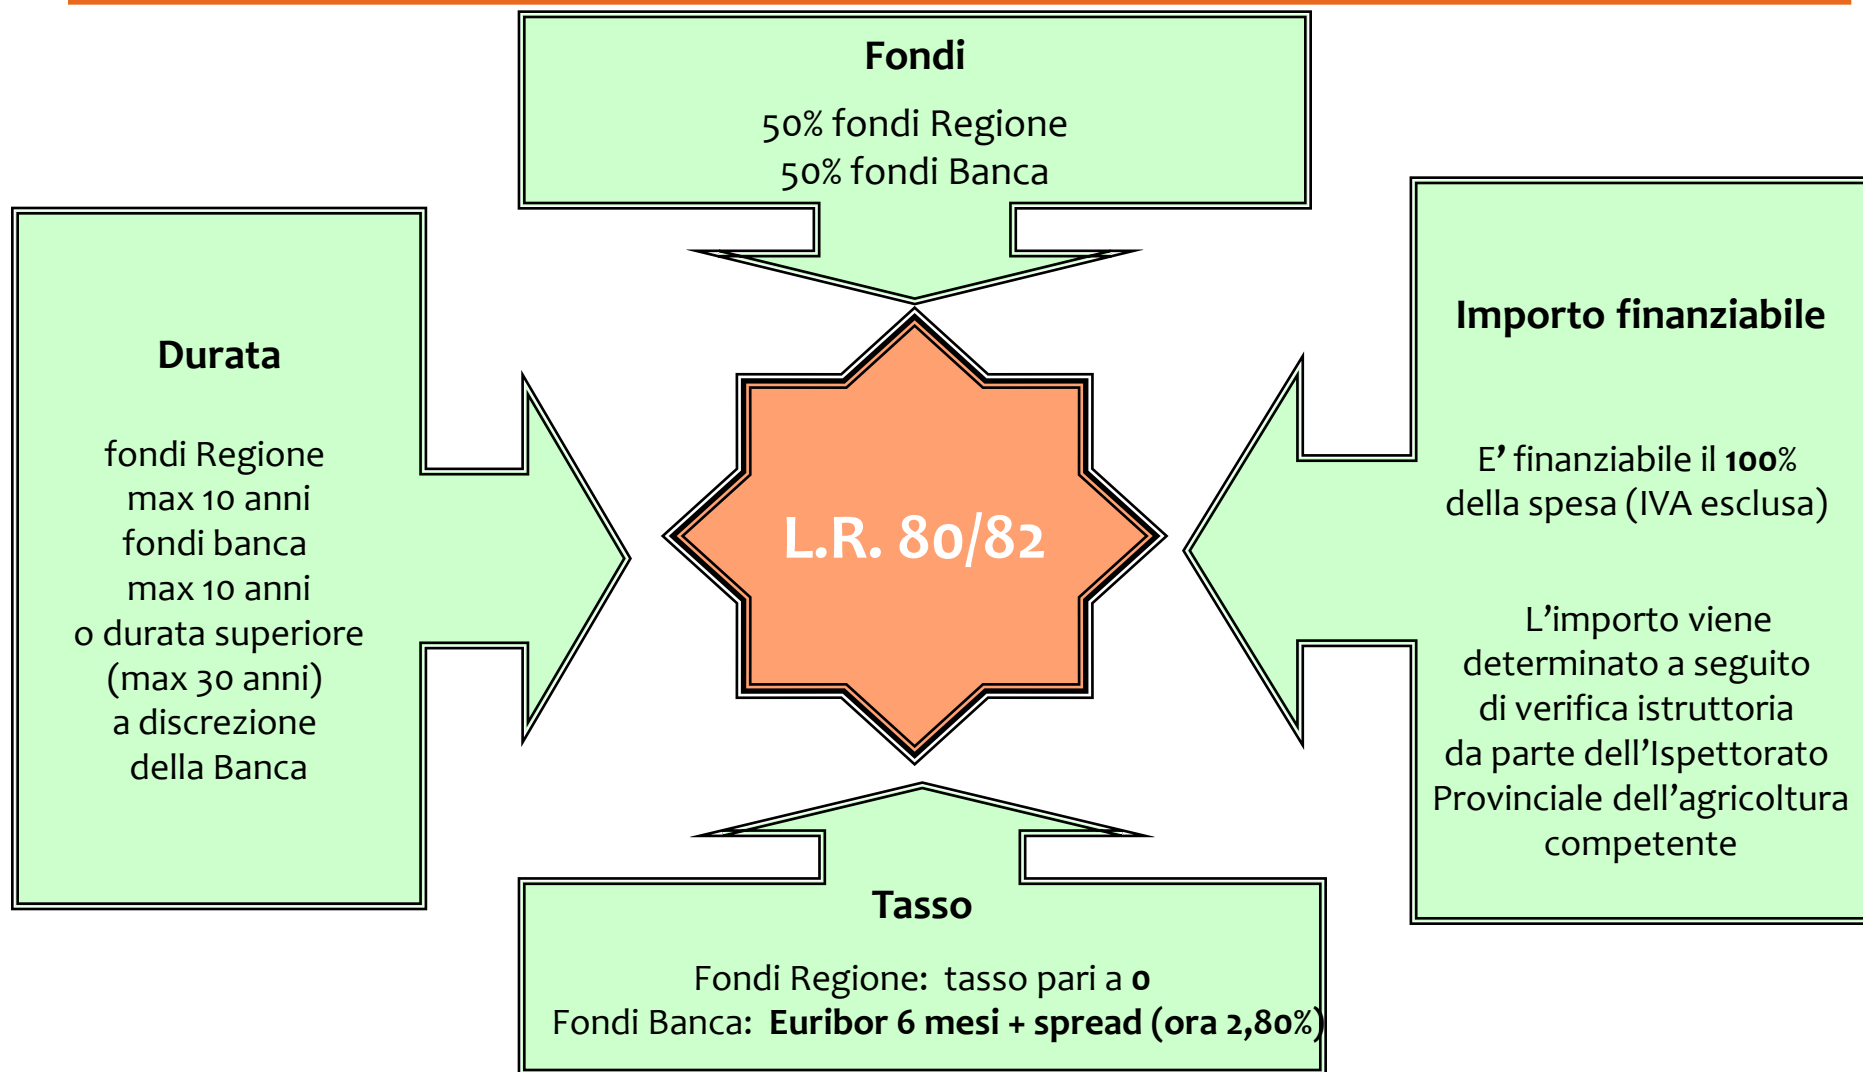 Fondi
50% fondi Regione
50% fondi Banca
Durata
fondi Regione
max 10 anni
fondi banca
max 10 anni
o durata superiore
(max 30 anni)
a discrezione
della Banca
L.R. 80/82
Importo finanziabile
E' finanziabile il 100%
della spesa (IVA esclusa)
L'importo viene
determinato a seguito
di verifica istruttoria
da parte dell'Ispettorato
Provinciale dell'agricoltura
competente
Tasso
Fondi Regione: tasso pari a 0
Fondi Banca: Euribor 6 mesi + spread (ora 2,80%)